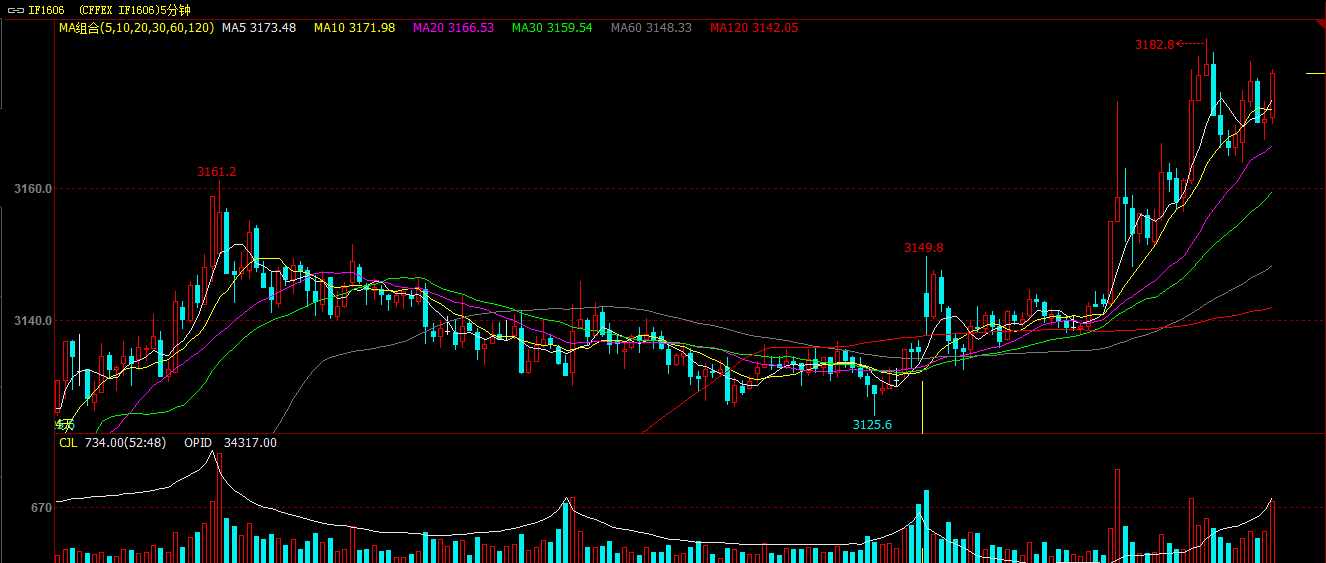 IF1606 (CFFEX IF1606)5分钟
MA组合(5,10,20,30,60,120) MA5 3173.48 MA10 3171.98 MA20 3166.53 MA30 3159.54 MA60 3148.33 MA120 3142.05
3182.8
3161.2
3160.0
3149.8
3140.0
3125.6
CJL 734.00(52:48) OPID 34317.00
670